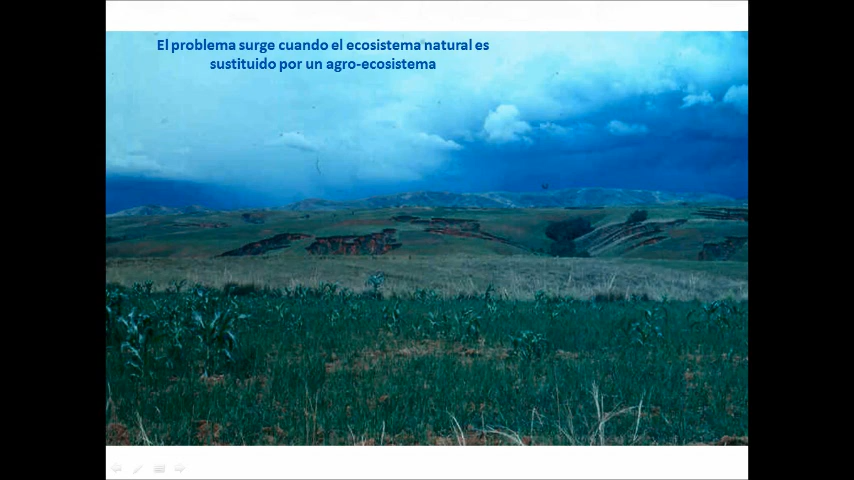 El problema surge cuando el ecosistema natural es
sustituido por un agro-ecosistema